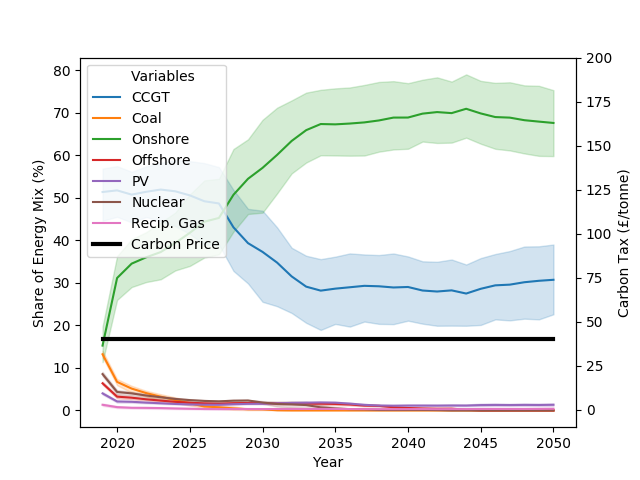 Variables
CCGT
Coal
Onshore
Offshore
PV
Nuclear
Recip. Gas
Carbon Price
Share of Energy Mix (%)
80
70
60
50
40
30
20
10
0
Carbon Tax (£/tonne)
200
175
150
125
100
75
50
25
0
2020 2025 2030 2035 2040 2045 2050
Year